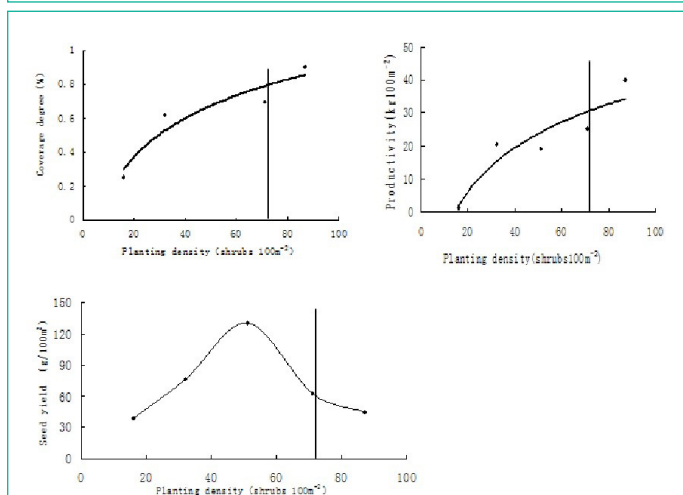 1
0.8
0.6
0.4
0.2
0
Coverage degree (%)
0 20 40 60 80 100
Planting density (shrubs 100m⁻²)
50
40
30
20
10
0
Productivity(kg100m⁻²)
0 20 40 60 80 100
Planting density(shrubs100m⁻²)
150
120
90
60
30
0
Seed yield (g/100m²)
0 20 40 60 80 100
Planting density (shrubs 100m⁻²)